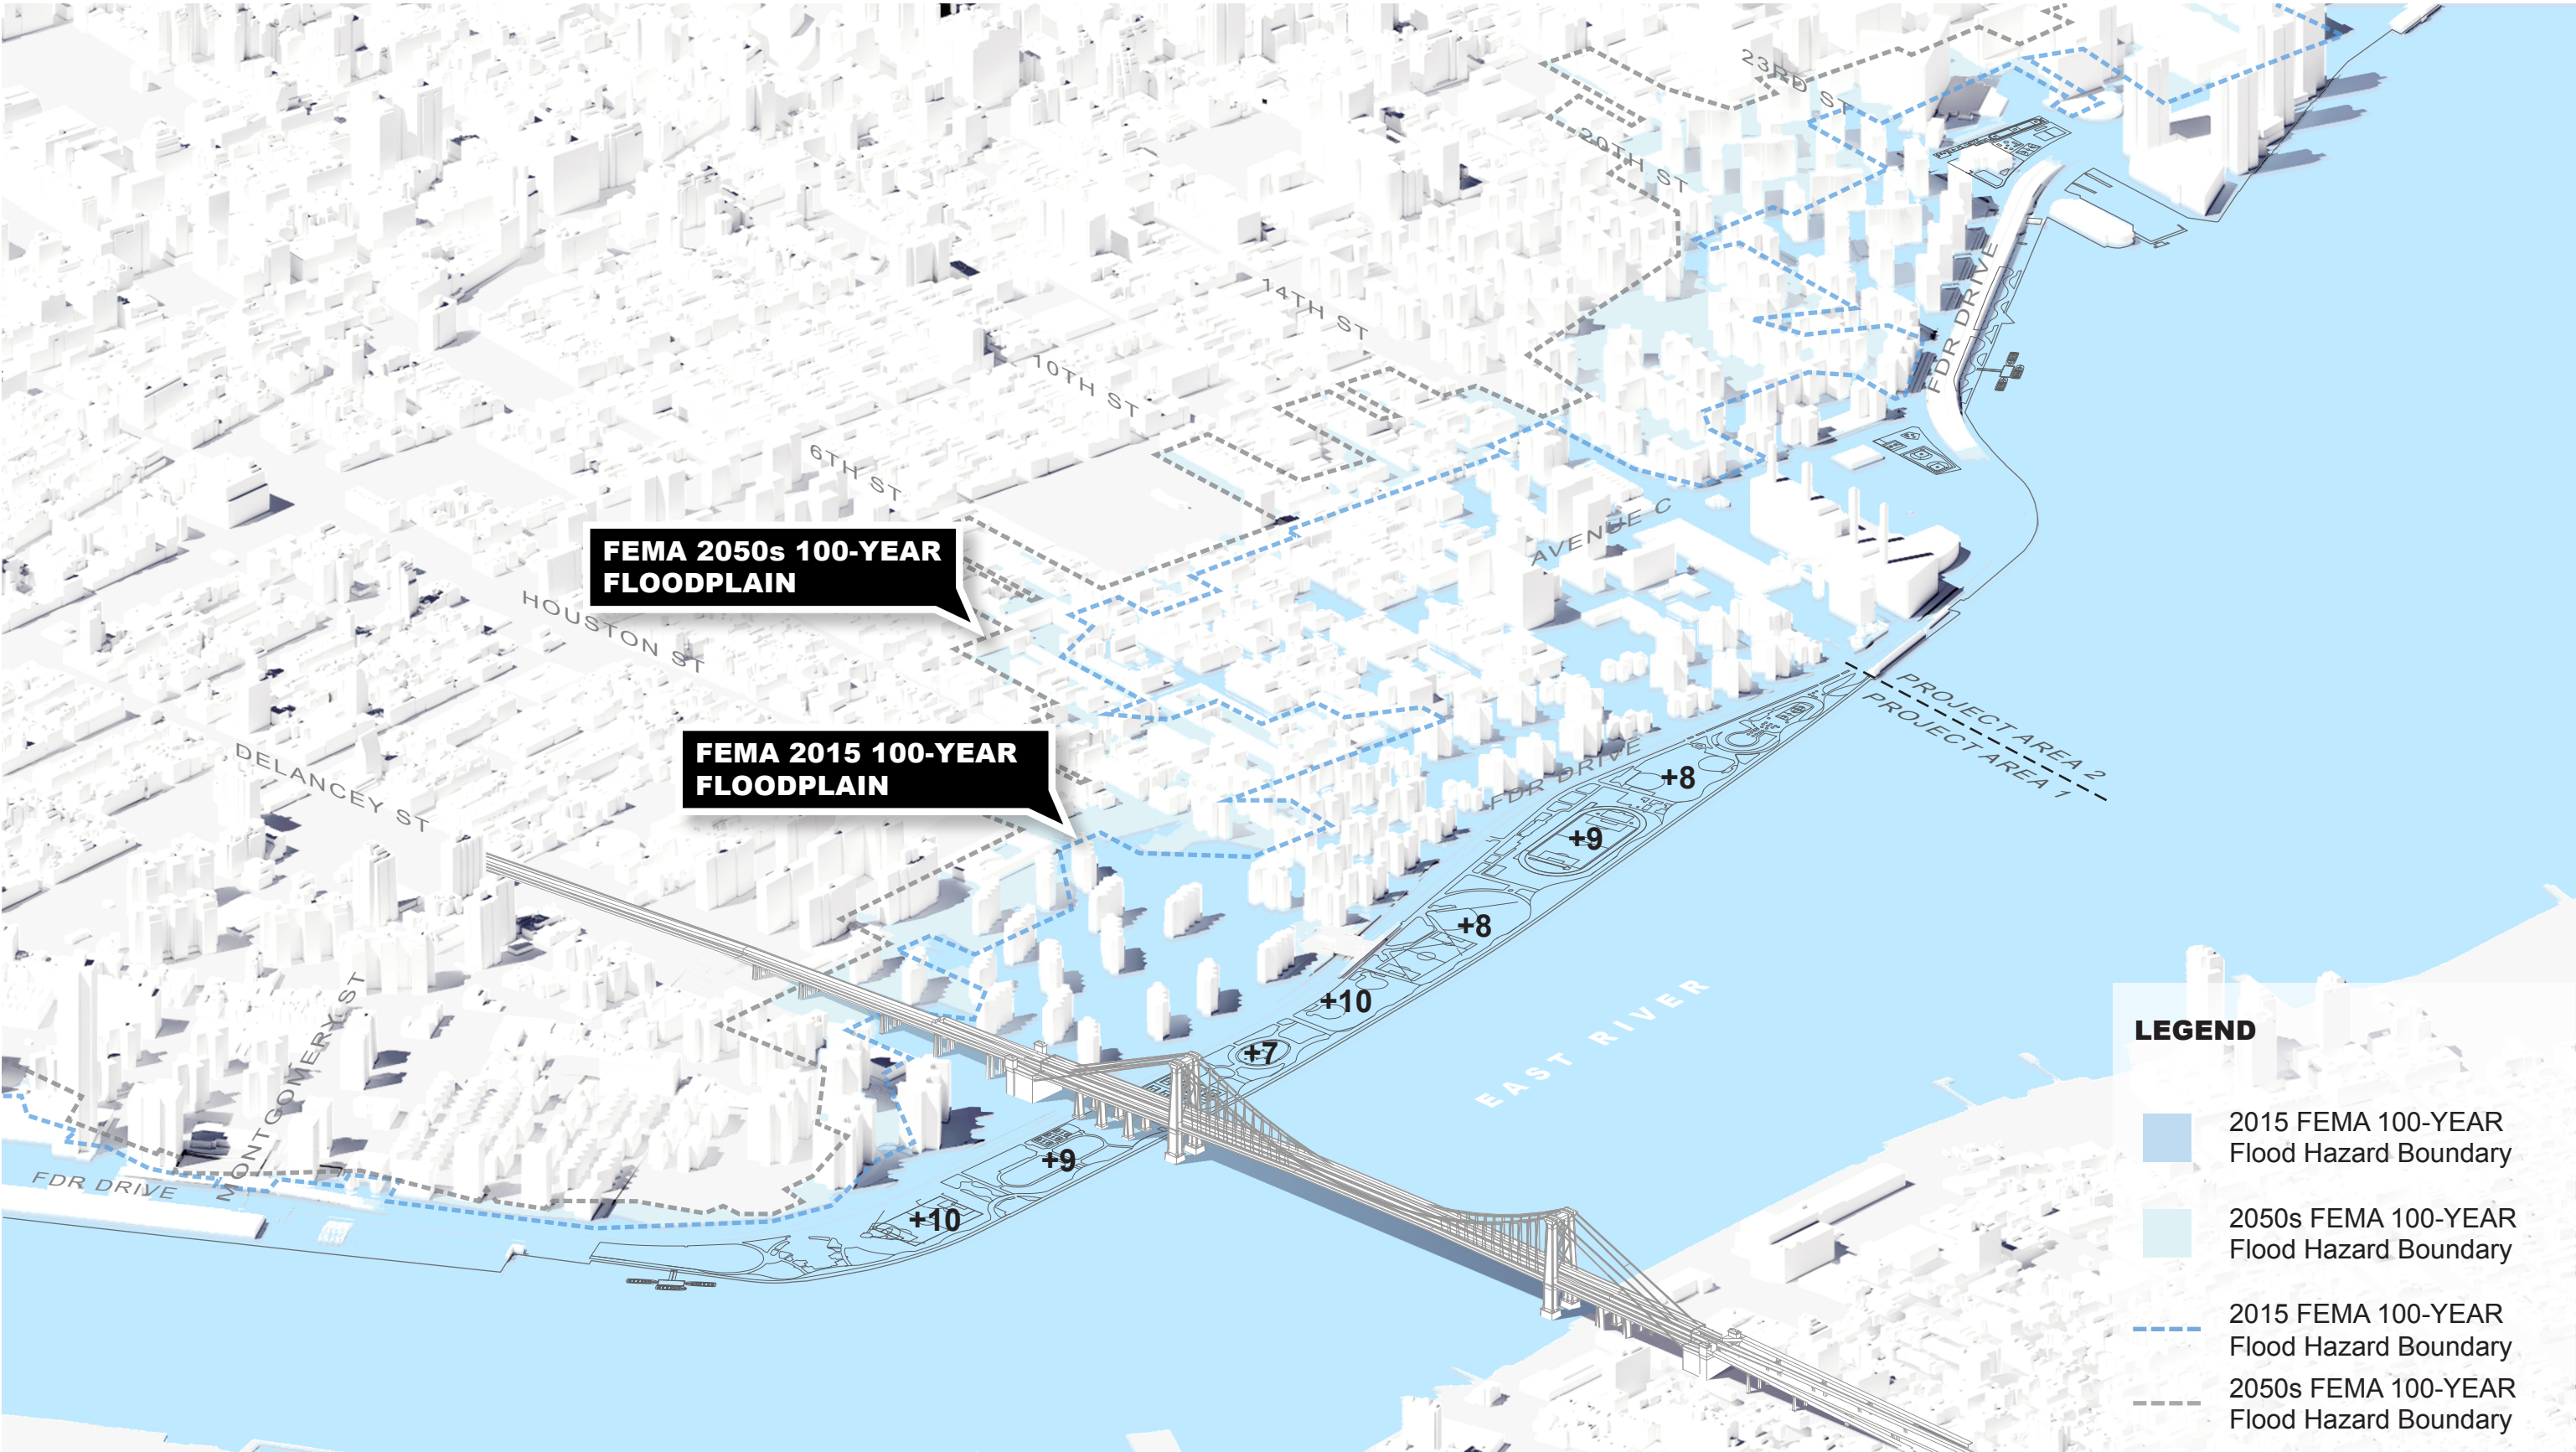 23RD ST
20TH ST
14TH ST
FDR DRIVE
10TH ST
6TH ST
AVENUE C
FEMA 2050s 100-YEAR
FLOODPLAIN
HOUSTON ST
PROJECT AREA 2
PROJECT AREA 1
FEMA 2015 100-YEAR
FLOODPLAIN
DELANCEY ST
FDR DRIVE
+8
+9
+8
+10
+7
+9
+10
EAST RIVER
MONTGOMERY ST
FDR DRIVE
LEGEND
2015 FEMA 100-YEAR
Flood Hazard Boundary
2050s FEMA 100-YEAR
Flood Hazard Boundary
2015 FEMA 100-YEAR
Flood Hazard Boundary
2050s FEMA 100-YEAR
Flood Hazard Boundary